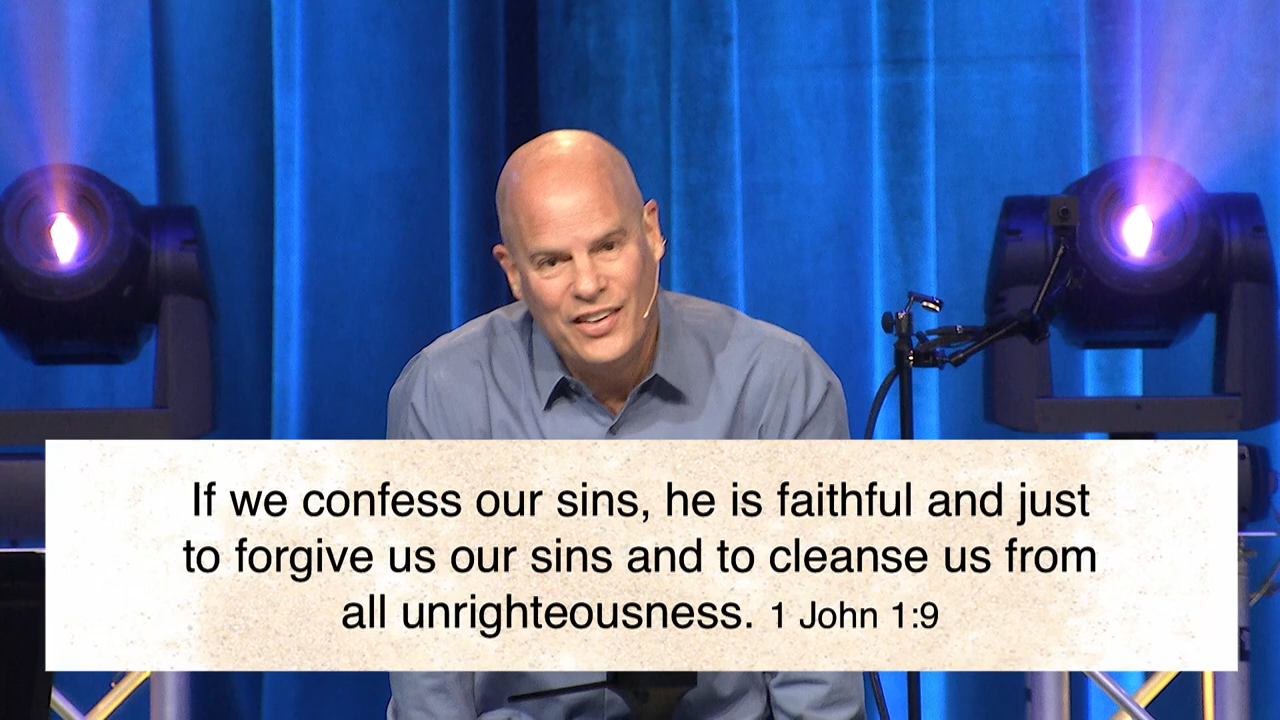 If we confess our sins, he is faithful and just
to forgive us our sins and to cleanse us from
all unrighteousness. 1 John 1:9